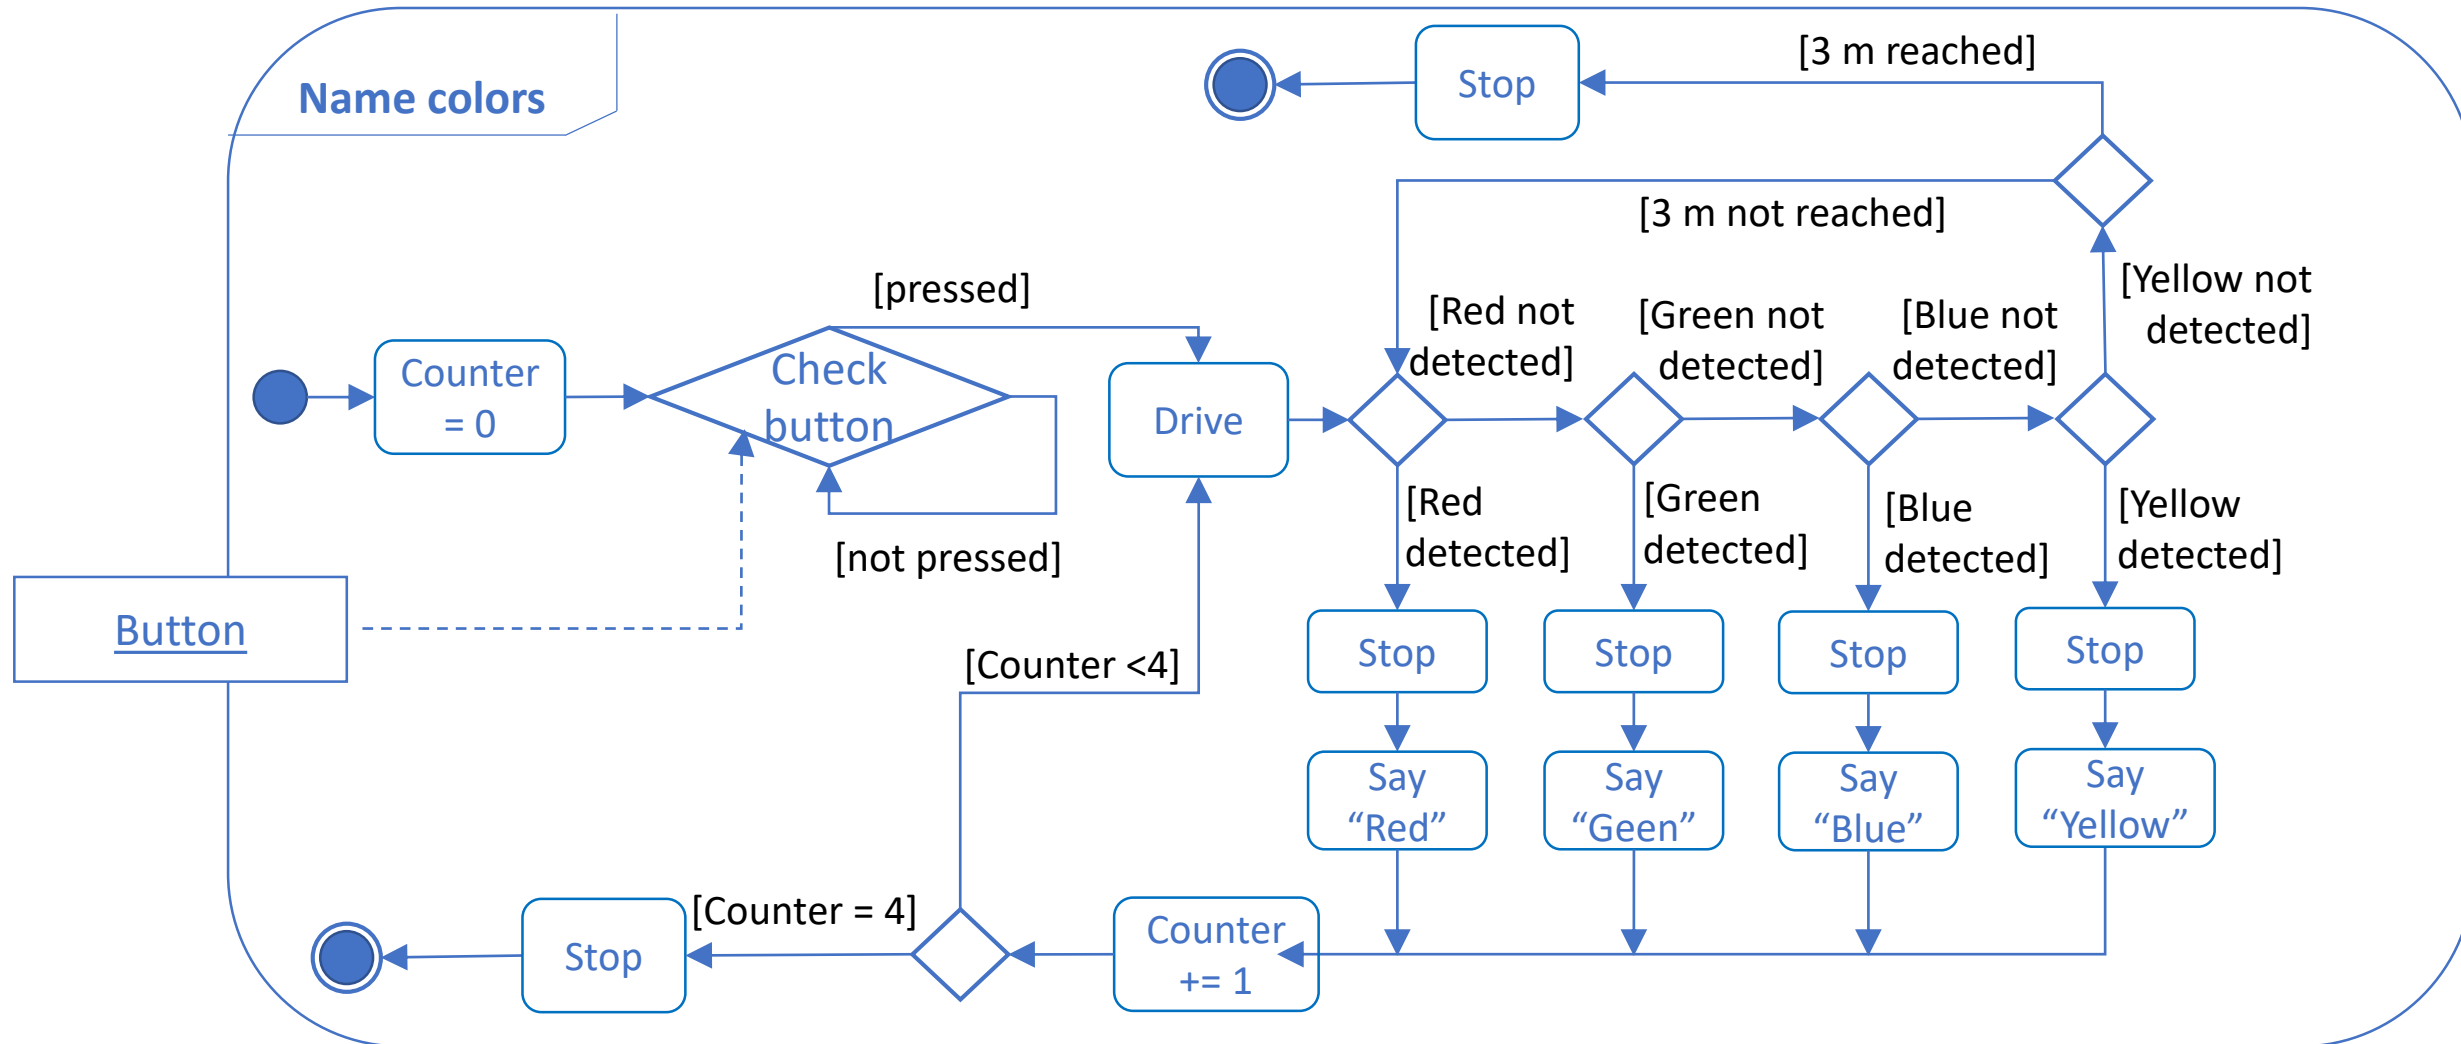 Name colors
Stop
[3 m reached]
[3 m not reached]
[pressed]
[Red not
detected]
[Green not
detected]
[Blue not
detected]
[Yellow not
detected]
Counter
= 0
Check
button
Drive
[not pressed]
[Red
detected]
[Green
detected]
[Blue
detected]
[Yellow
detected]
Button
[Counter <4]
Stop
Stop
Stop
Stop
Say
“Red”
Say
“Geen”
Say
“Blue”
Say
“Yellow”
Stop
[Counter = 4]
Counter
+= 1